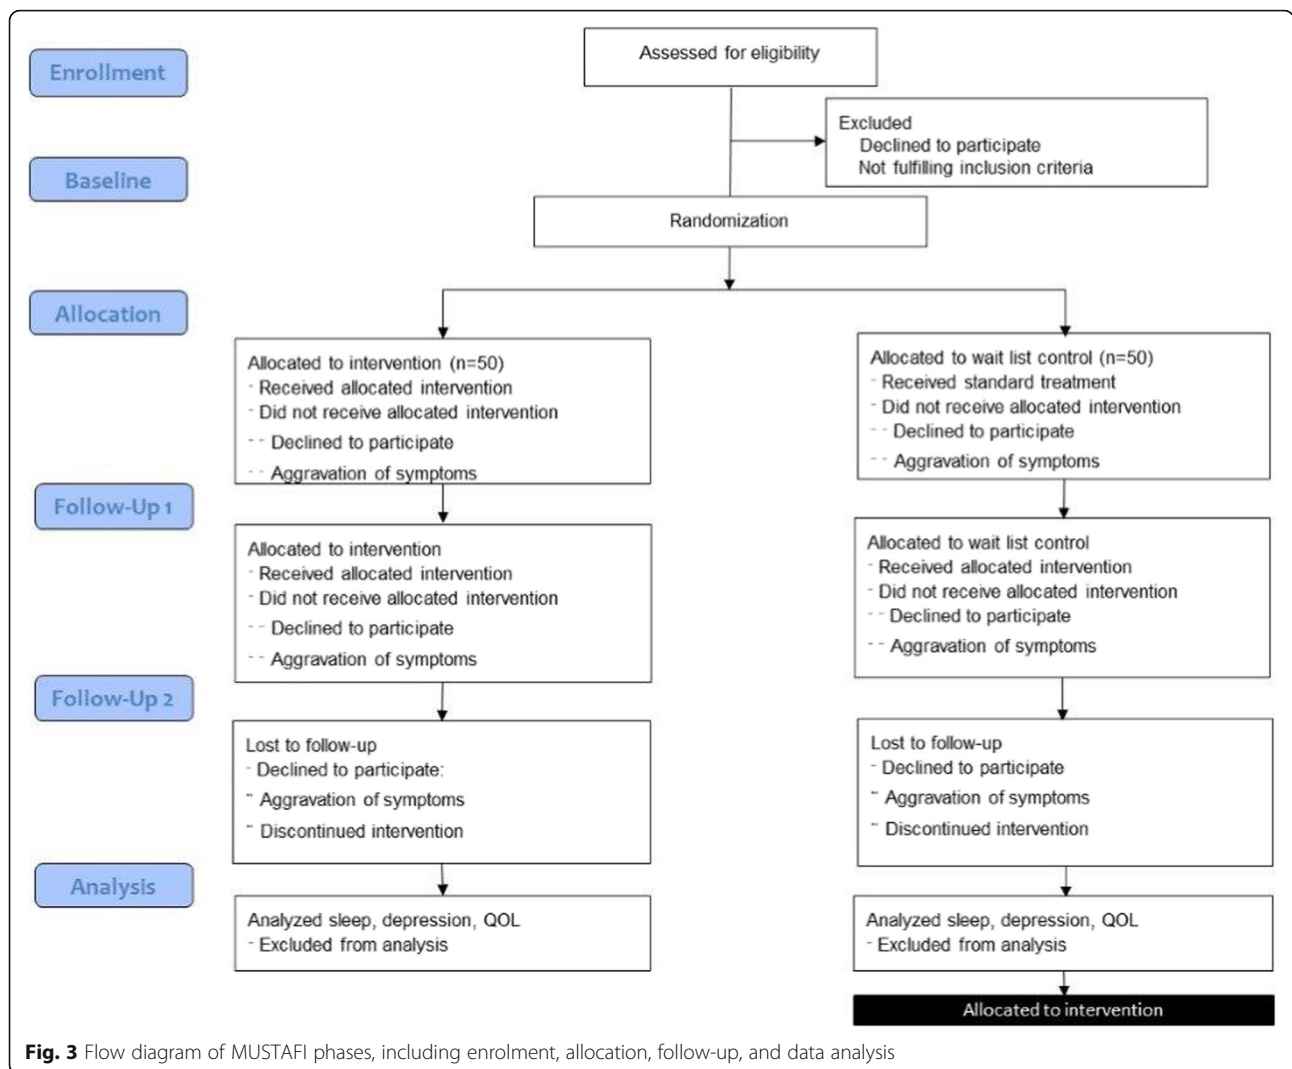 Enrollment
Assessed for eligibility
Excluded
Declined to participate
Not fulfilling inclusion criteria
Baseline
Randomization
Allocation
Allocated to intervention (n=50)
- Received allocated intervention
- Did not receive allocated intervention
- - Declined to participate
- - Aggravation of symptoms
Allocated to wait list control (n=50)
- Received standard treatment
- Did not receive allocated intervention
- - Declined to participate
- - Aggravation of symptoms
Follow-Up 1
Allocated to intervention
- Received allocated intervention
- Did not receive allocated intervention
- - Declined to participate
- - Aggravation of symptoms
Allocated to wait list control
- Received allocated intervention
- Did not receive allocated intervention
- - Declined to participate
- - Aggravation of symptoms
Follow-Up 2
Lost to follow-up
- Declined to participate:
- Aggravation of symptoms
- Discontinued intervention
Lost to follow-up
- Declined to participate
- Aggravation of symptoms
- Discontinued intervention
Analysis
Analyzed sleep, depression, QOL
- Excluded from analysis
Analyzed sleep, depression, QOL
- Excluded from analysis
Allocated to intervention
Fig. 3 Flow diagram of MUSTAFI phases, including enrolment, allocation, follow-up, and data analysis